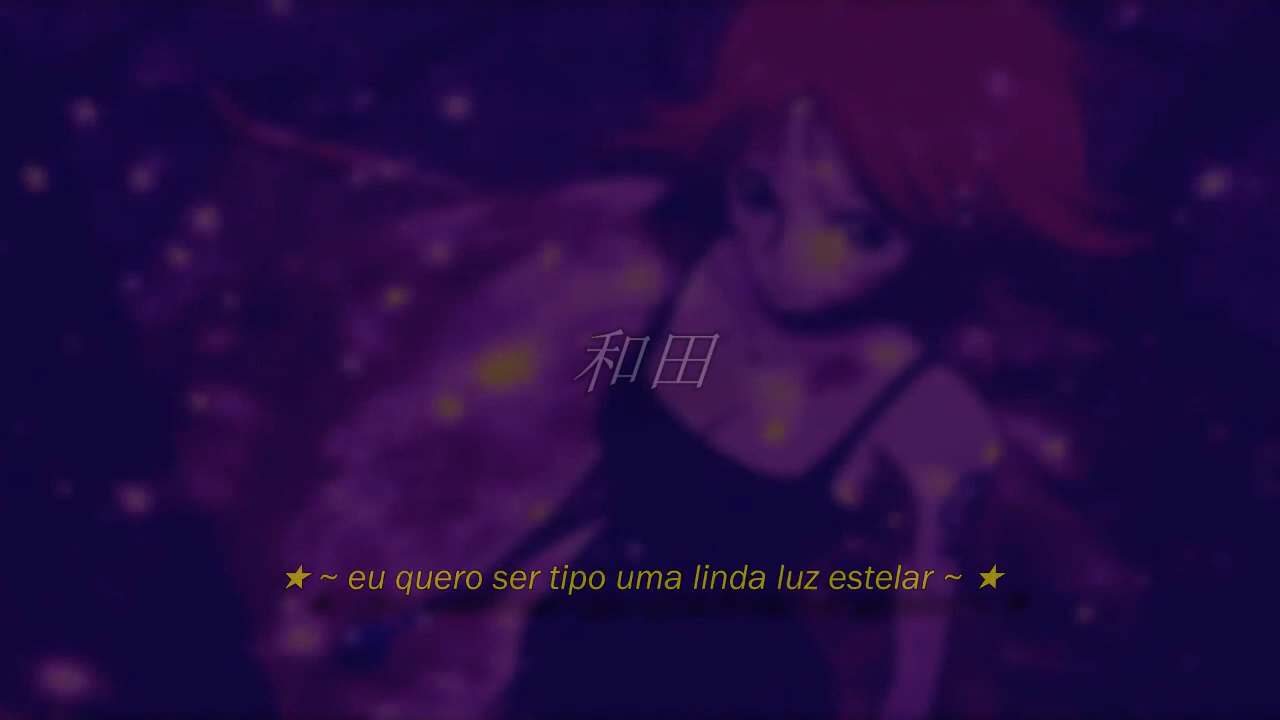 和田
★ ~ eu quero ser tipo uma linda luz estelar ~ ★